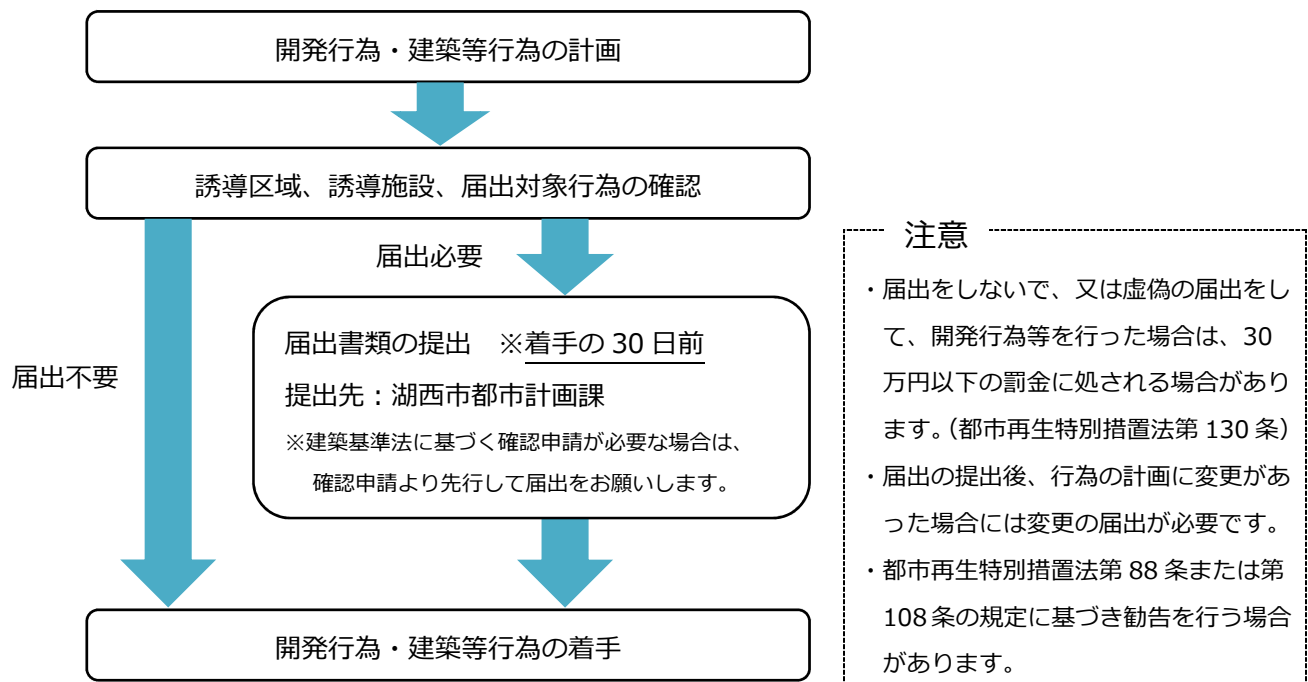 開発行為・建築等行為の計画
誘導区域、誘導施設、届出対象行為の確認
届出必要
届出不要
届出書類の提出　※着手の 30 日前
提出先：湖西市都市計画課
※建築基準法に基づく確認申請が必要な場合は、
確認申請より先行して届出をお願いします。
開発行為・建築等行為の着手
注意
・届出をしないで、又は虚偽の届出をし
て、開発行為等を行った場合は、30
万円以下の罰金に処される場合があり
ます。（都市再生特別措置法第 130 条）
・届出の提出後、行為の計画に変更があ
った場合には変更の届出が必要です。
・都市再生特別措置法第 88 条または第
108 条の規定に基づき勧告を行う場合
があります。